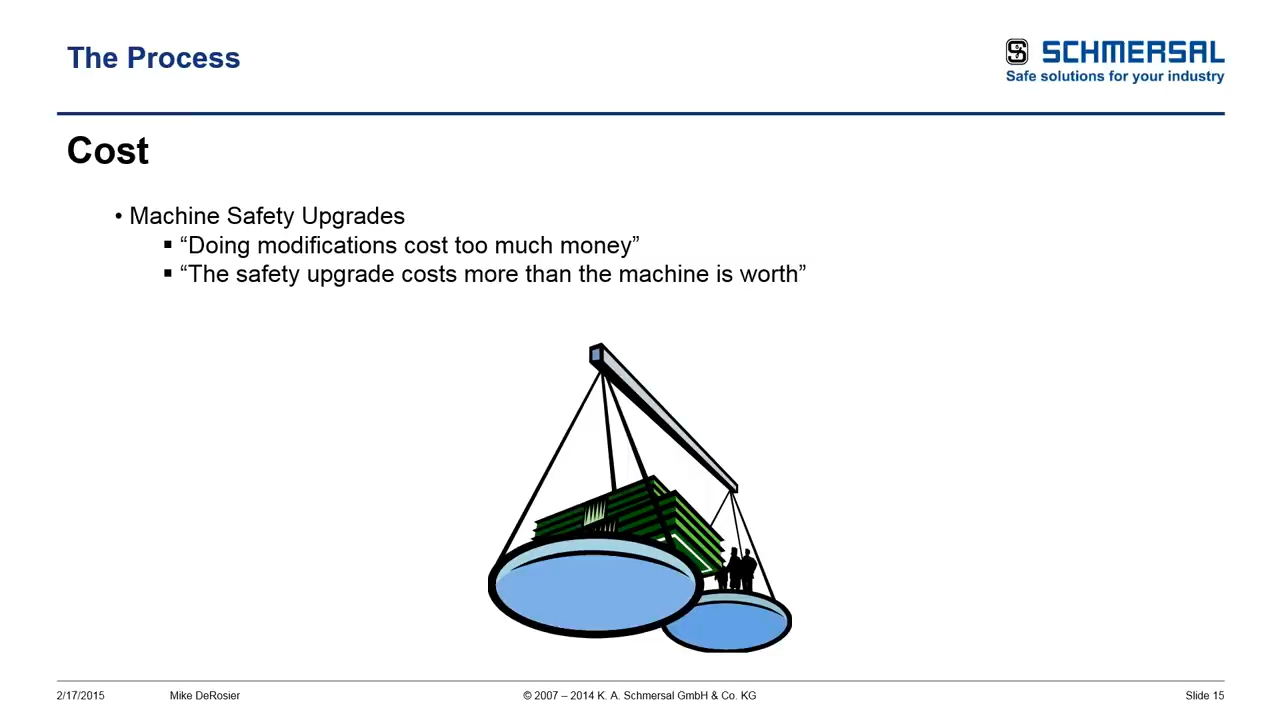 The Process
SCHMERSAL
Safe solutions for your industry
Cost
• Machine Safety Upgrades
▪ “Doing modifications cost too much money”
▪ “The safety upgrade costs more than the machine is worth”
2/17/2015
Mike DeRosier
© 2007 – 2014 K. A. Schmersal GmbH & Co. KG
Slide 15